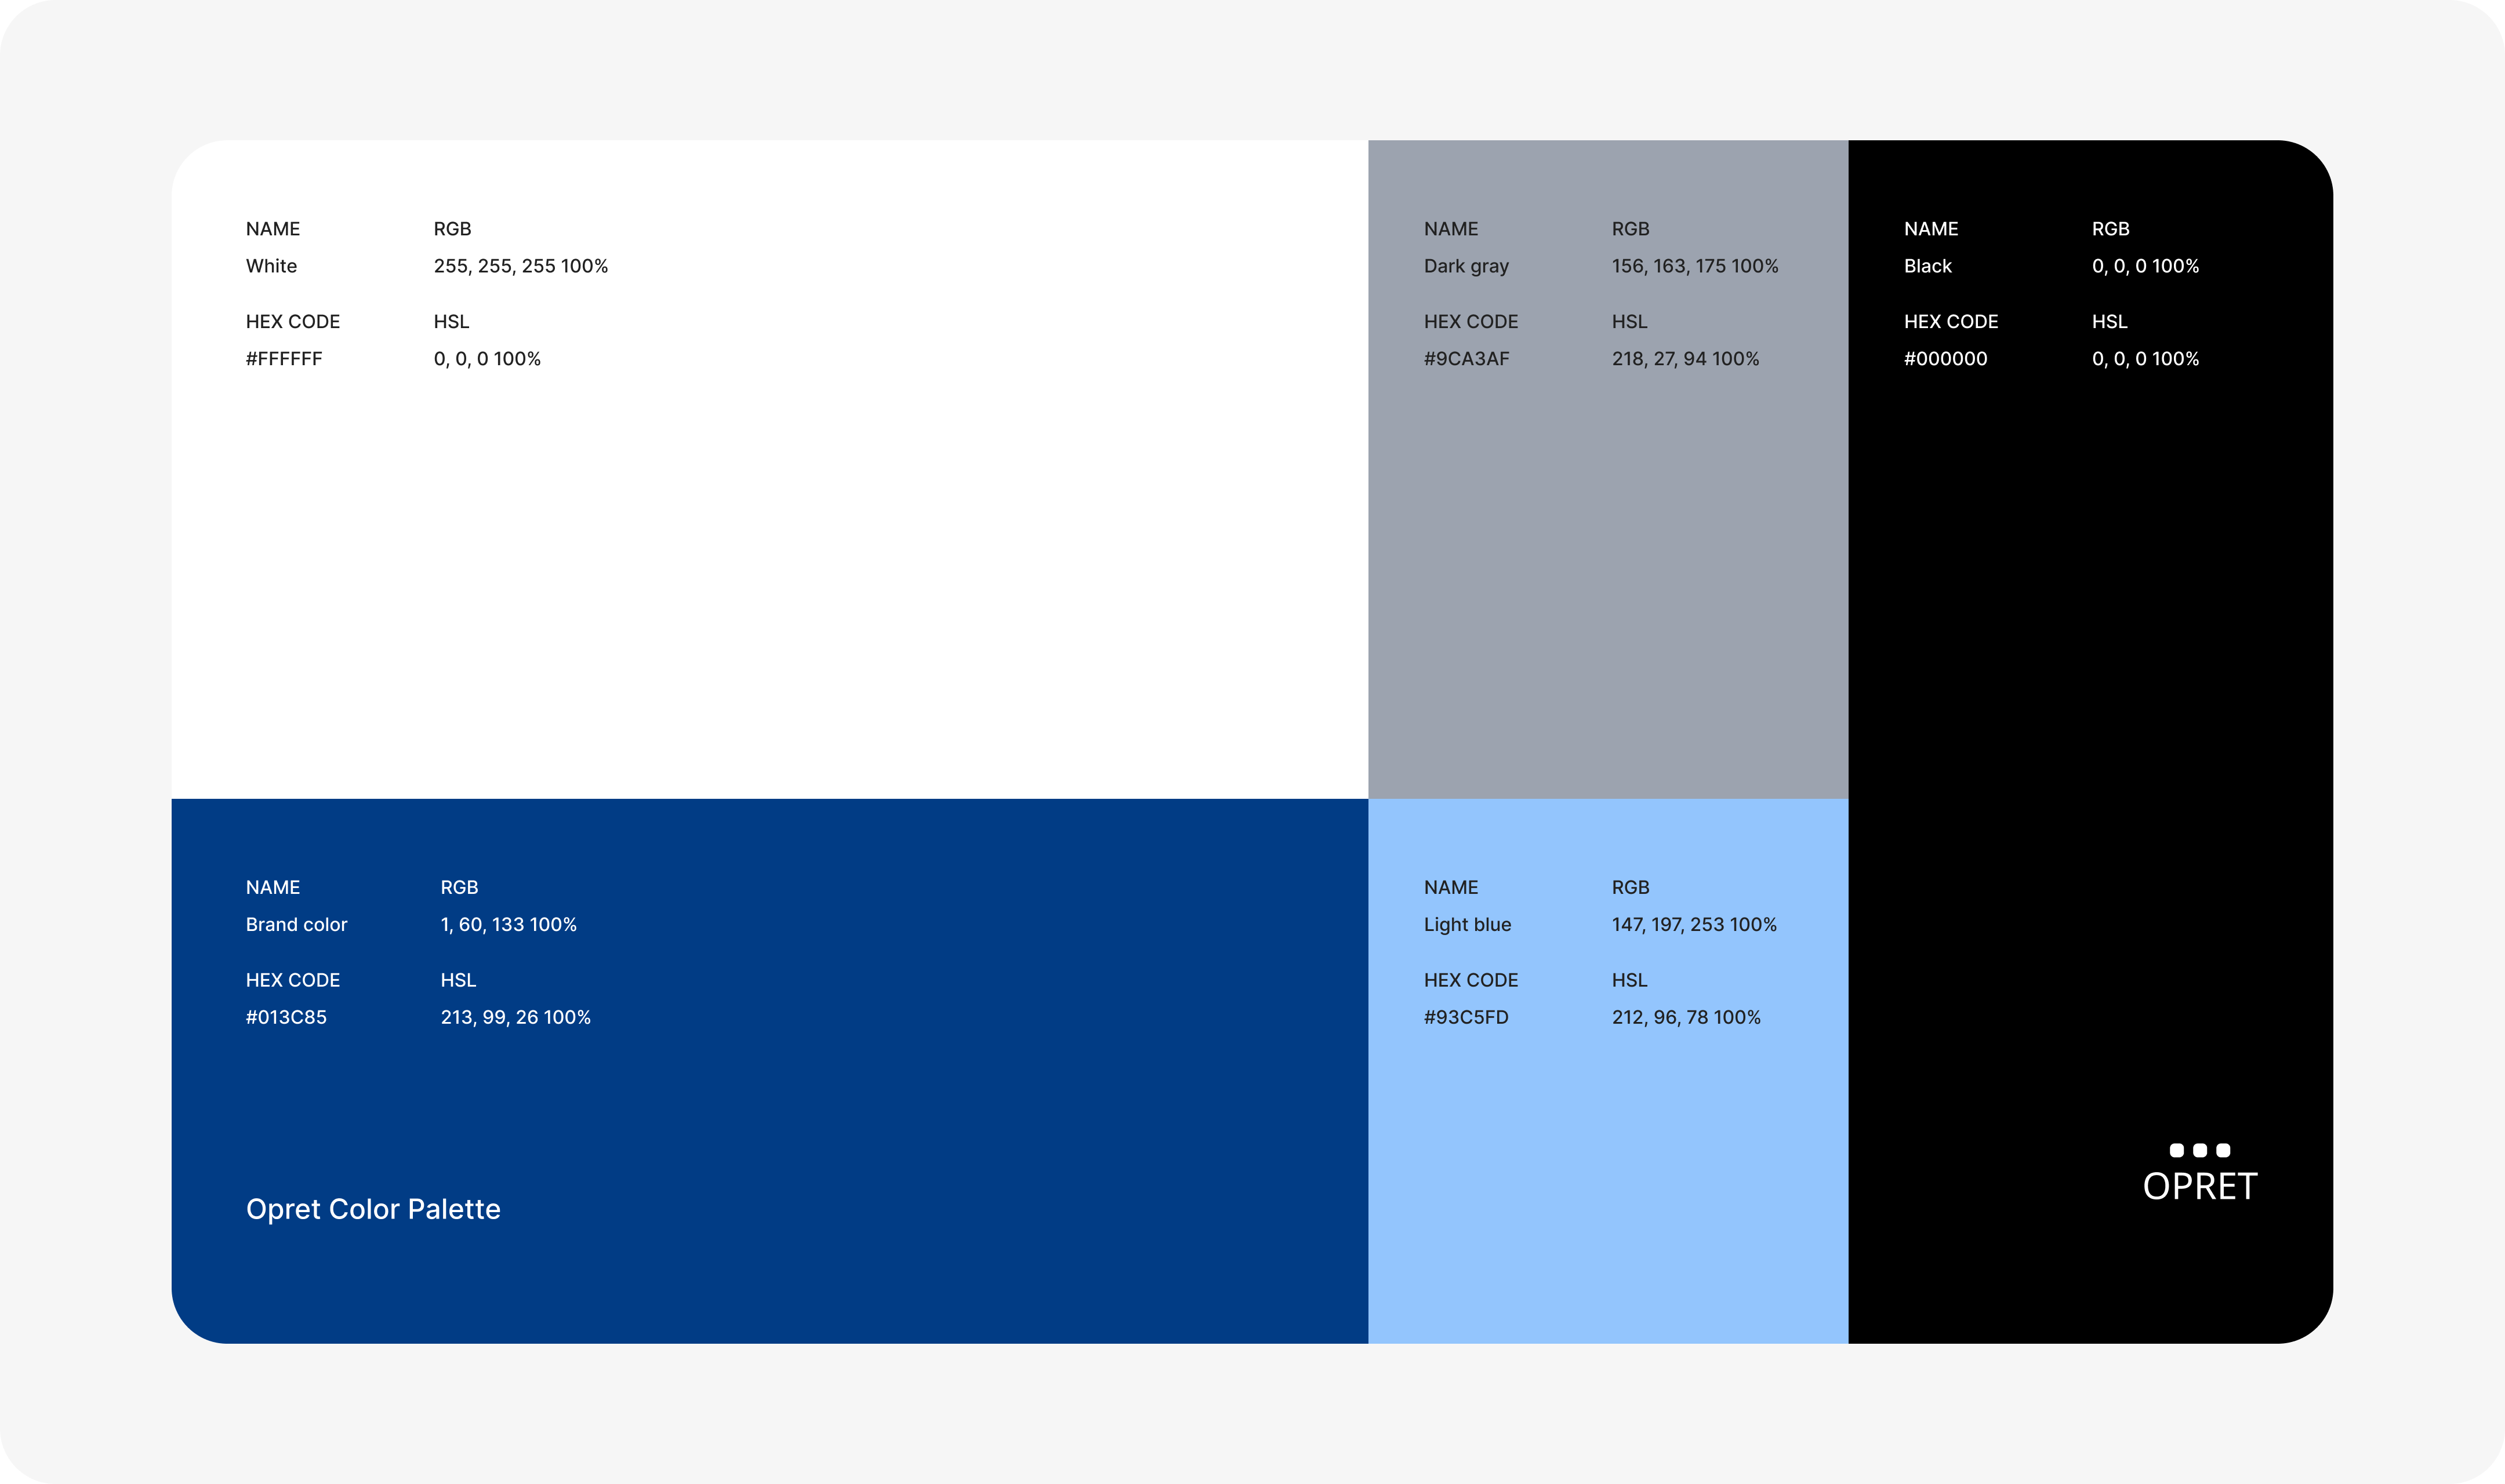 NAME RGB
White 255, 255, 255 100%
HEX CODE HSL
#FFFFFF 0, 0, 0 100%
NAME RGB
Dark gray 156, 163, 175 100%
HEX CODE HSL
#9CA3AF 218, 27, 94 100%
NAME RGB
Black 0, 0, 0 100%
HEX CODE HSL
#000000 0, 0, 0 100%
NAME RGB
Brand color 1, 60, 133 100%
HEX CODE HSL
#013C85 213, 99, 26 100%
Opret Color Palette
NAME RGB
Light blue 147, 197, 253 100%
HEX CODE HSL
#93C5FD 212, 96, 78 100%
OPRET